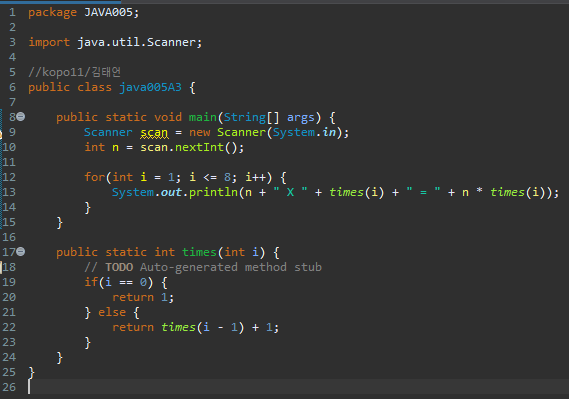 1 package JAVA005;
2
3 import java.util.Scanner;
4
5 //kopo11/김태언
6 public class java005A3 {
7
8     public static void main(String[] args) {
9         Scanner scan = new Scanner(System.in);
10         int n = scan.nextInt();
11
12         for(int i = 1; i <= 8; i++) {
13             System.out.println(n + " X " + times(i) + " = " + n * times(i));
14         }
15     }
16
17     public static int times(int i) {
18         // TODO Auto-generated method stub
19         if(i == 0) {
20             return 1;
21         } else {
22             return times(i - 1) + 1;
23         }
24     }
25 }
26